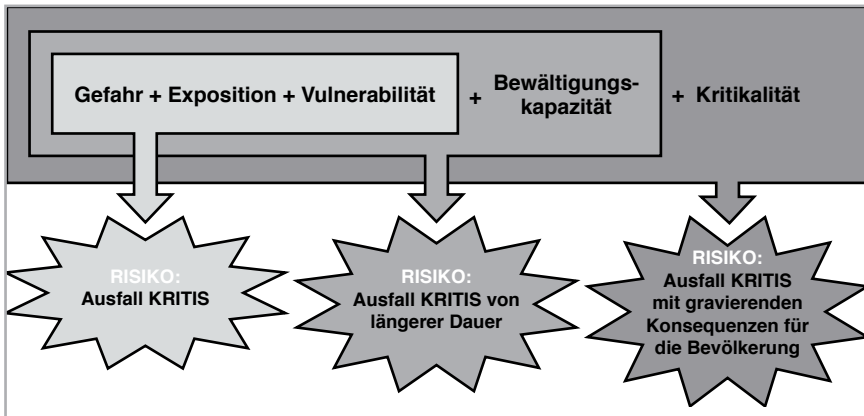 Gefahr + Exposition + Vulnerabilität
+ Bewältigungs-
kapazität
+ Kritikalität
RISIKO:
Ausfall KRITIS
RISIKO:
Ausfall KRITIS von
längerer Dauer
RISIKO:
Ausfall KRITIS
mit gravierenden
Konsequenzen für
die Bevölkerung